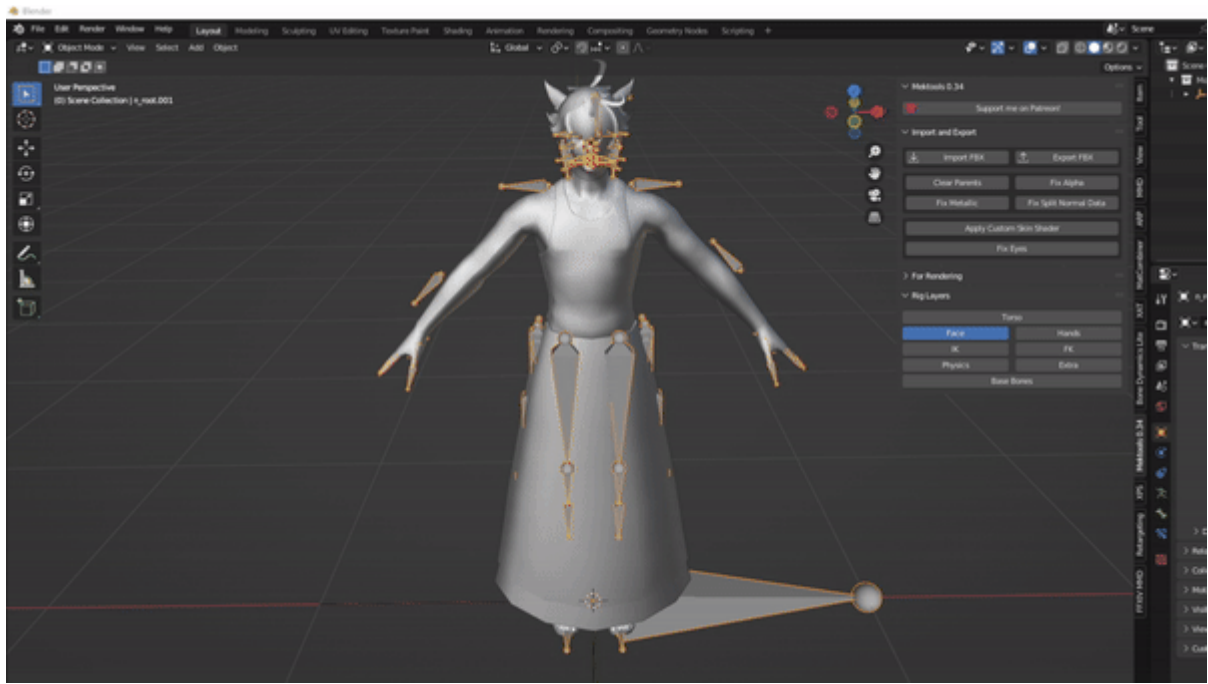 Blender
File Edit Render Window Help Layout Modeling Sculpting UV Editing Texture Paint Shading Animation Rendering Compositing Geometry Nodes Scripting + Scene
Object Mode View Select Add Object Global
Options
User Perspective
(0) Scene Collection | n_root.001
Mektools 0.34
Support me on Patreon!
Import and Export
Import FBX Export FBX
Clear Parents Fix Alpha
Fix Metallic Fix Split Normal Data
Apply Custom Skin Shader
Fix Eyes
For Rendering
Rig Layers
Torso
Face Hands
IK FK
Physics Extra
Base Bones
Item
Tool
View
MMD
ARP
MatCombiner
Bone Dynamics Lite
Mektools 0.34
XPS
Retargeting
FFXIV MMD
Scene